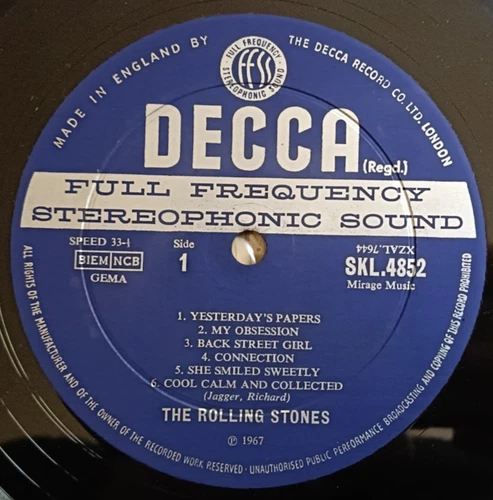 MADE IN ENGLAND BY
THE DECCA RECORD CO. LTD. LONDON
FULL FREQUENCY
STEREOPHONIC SOUND
FFSS
DECCA
(Regd.)
FULL FREQUENCY
STEREOPHONIC SOUND
SPEED 33⅓
BIEM NCB
GEMA
Side
1
XZAL.7644
SKL.4852
Mirage Music
1. YESTERDAY'S PAPERS
2. MY OBSESSION
3. BACK STREET GIRL
4. CONNECTION
5. SHE SMILED SWEETLY
6. COOL CALM AND COLLECTED
(Jagger, Richard)
THE ROLLING STONES
℗ 1967
ALL RIGHTS OF THE MANUFACTURER AND OF THE OWNER OF THE RECORDED WORK RESERVED · UNAUTHORISED PUBLIC PERFORMANCE BROADCASTING AND COPYING OF THIS RECORD PROHIBITED